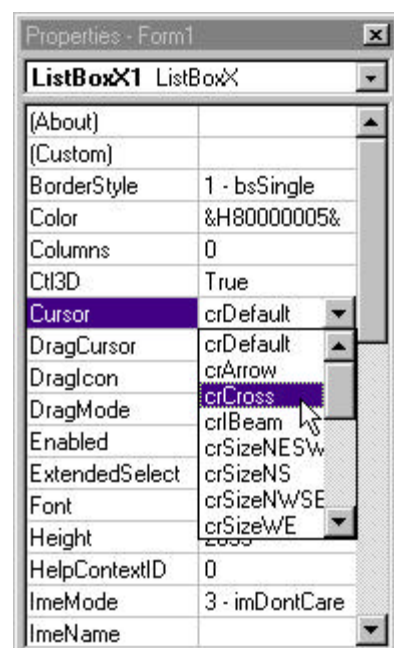 Properties - Form1
ListBoxX1 ListBoxX
(About)
(Custom)
BorderStyle 1 - bsSingle
Color &H80000005&
Columns 0
Ctl3D True
Cursor crDefault
DragCursor crDefault
DragIcon crArrow
DragMode crCross
Enabled crIBeam
ExtendedSelect crSizeNESW
Font crSizeNS
Height crSizeNWSE
crSizeWE
HelpContextID 0
ImeMode 3 - imDontCare
ImeName